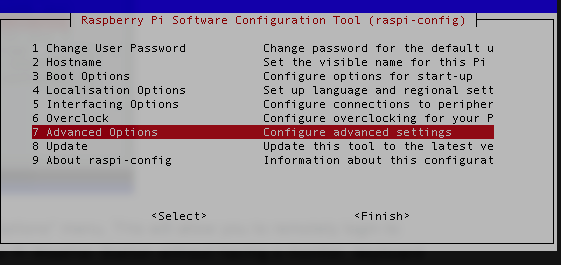 Raspberry Pi Software Configuration Tool (raspi-config)
1 Change User Password Change password for the default u
2 Hostname Set the visible name for this Pi
3 Boot Options Configure options for start-up
4 Localisation Options Set up language and regional sett
5 Interfacing Options Configure connections to peripher
6 Overclock Configure overclocking for your P
7 Advanced Options Configure advanced settings
8 Update Update this tool to the latest ve
9 About raspi-config Information about this configurat
<Select> <Finish>